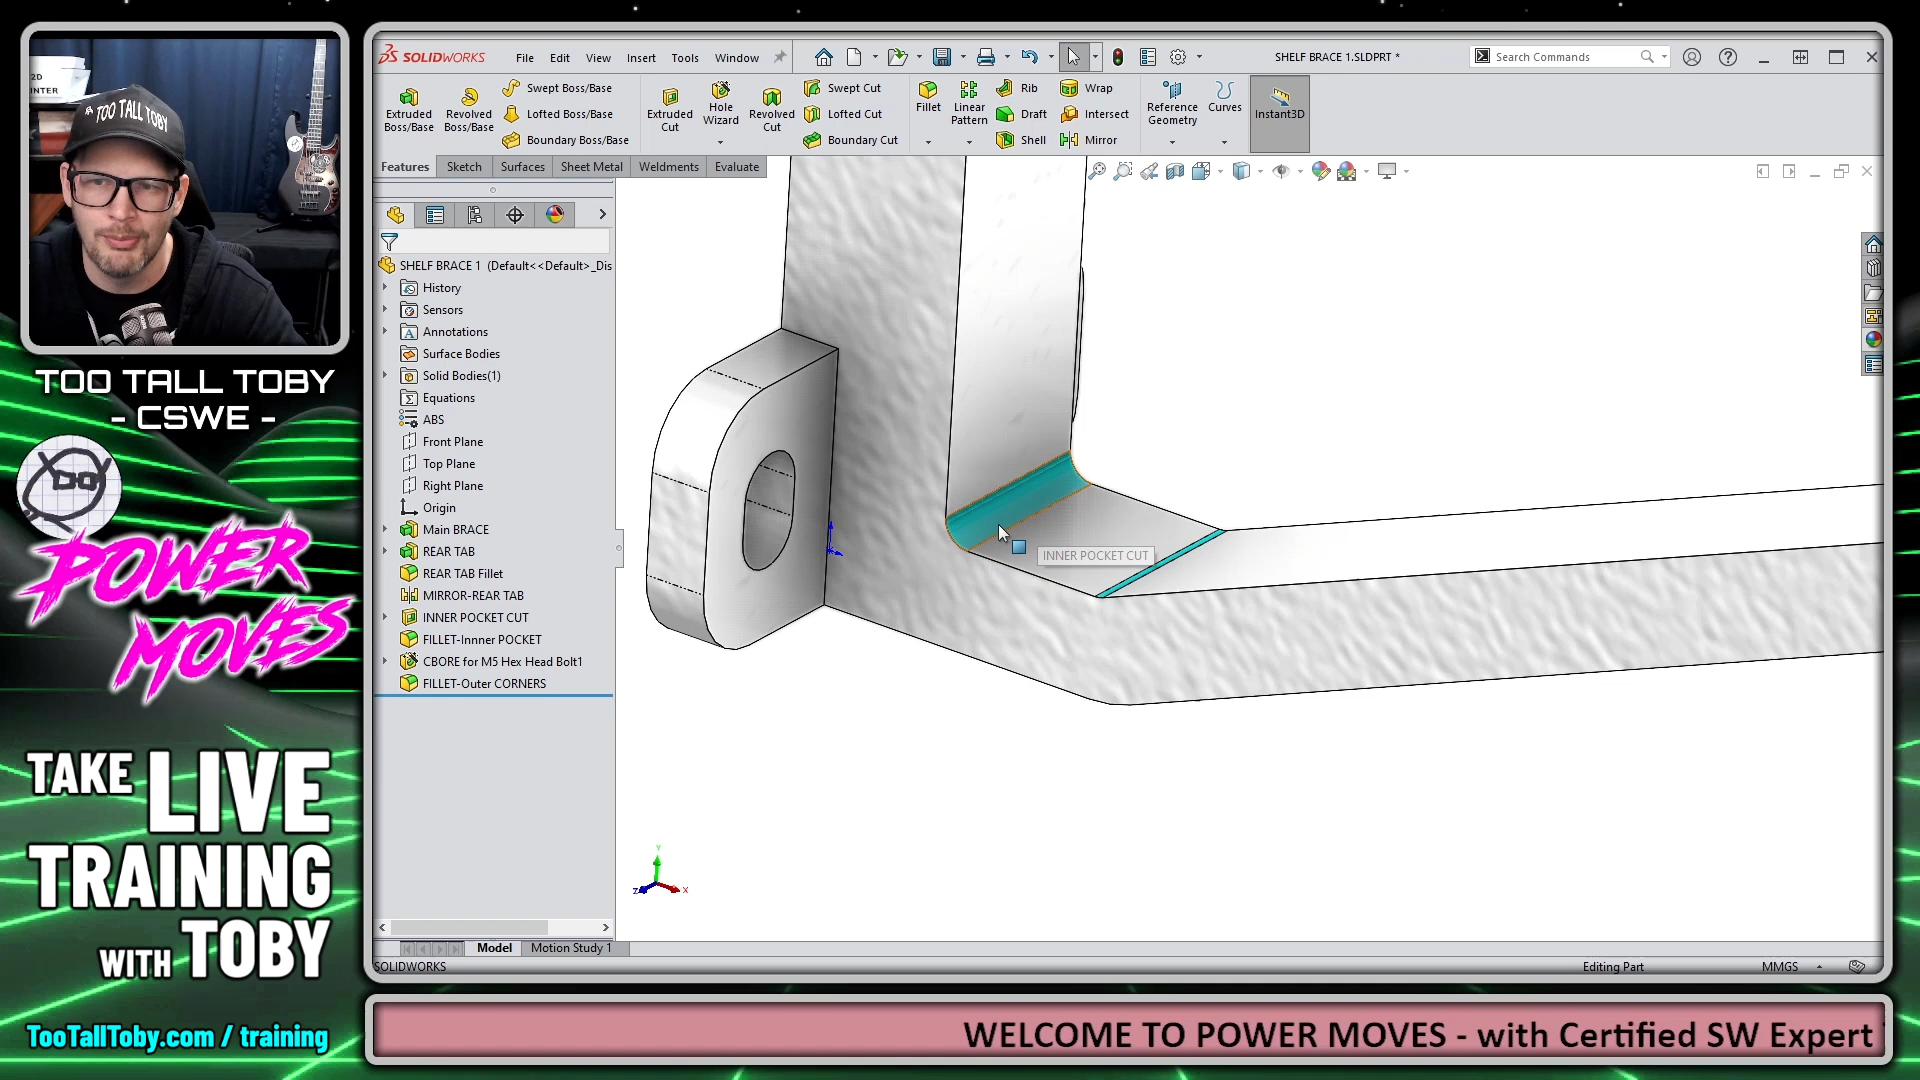 2D
INTER
TOO TALL TOBY
TOO TALL TOBY
- CSWE -
POWER
MOVES
TAKE LIVE
TRAINING
WITH TOBY
TooTallToby.com / training
SOLIDWORKS
File Edit View Insert Tools Window
SHELF BRACE 1.SLDPRT *
Search Commands
Extruded Boss/Base
Revolved Boss/Base
Swept Boss/Base
Lofted Boss/Base
Boundary Boss/Base
Extruded Cut
Hole Wizard
Revolved Cut
Swept Cut
Lofted Cut
Boundary Cut
Fillet
Linear Pattern
Rib
Draft
Shell
Wrap
Intersect
Mirror
Reference Geometry
Curves
Instant3D
Features Sketch Surfaces Sheet Metal Weldments Evaluate
SHELF BRACE 1 (Default<<Default>_Dis
History
Sensors
Annotations
Surface Bodies
Solid Bodies(1)
Equations
ABS
Front Plane
Top Plane
Right Plane
Origin
Main BRACE
REAR TAB
REAR TAB Fillet
MIRROR-REAR TAB
INNER POCKET CUT
FILLET-Innner POCKET
CBORE for M5 Hex Head Bolt1
FILLET-Outer CORNERS
INNER POCKET CUT
Y
Z
X
Model Motion Study 1
SOLIDWORKS
Editing Part
MMGS
WELCOME TO POWER MOVES - with Certified SW Expert